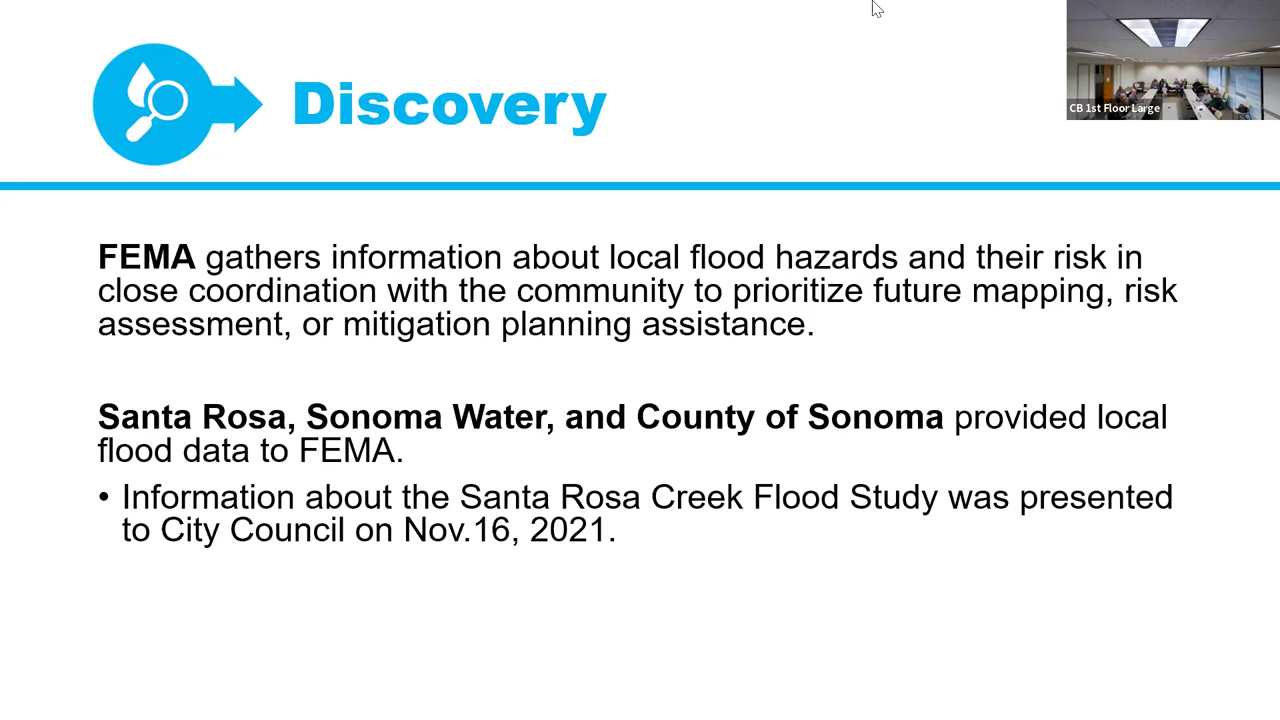 CB 1st Floor Large
Discovery
FEMA gathers information about local flood hazards and their risk in
close coordination with the community to prioritize future mapping, risk
assessment, or mitigation planning assistance.
Santa Rosa, Sonoma Water, and County of Sonoma provided local
flood data to FEMA.
• Information about the Santa Rosa Creek Flood Study was presented
to City Council on Nov.16, 2021.